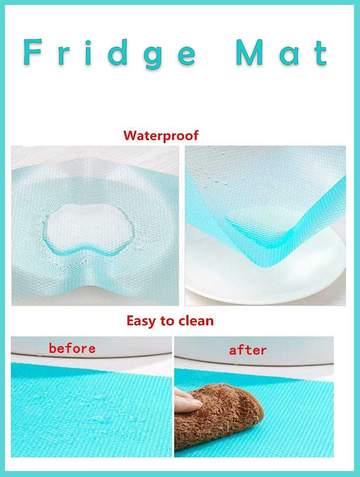 Fridge Mat
Waterproof
Easy to clean
before
after